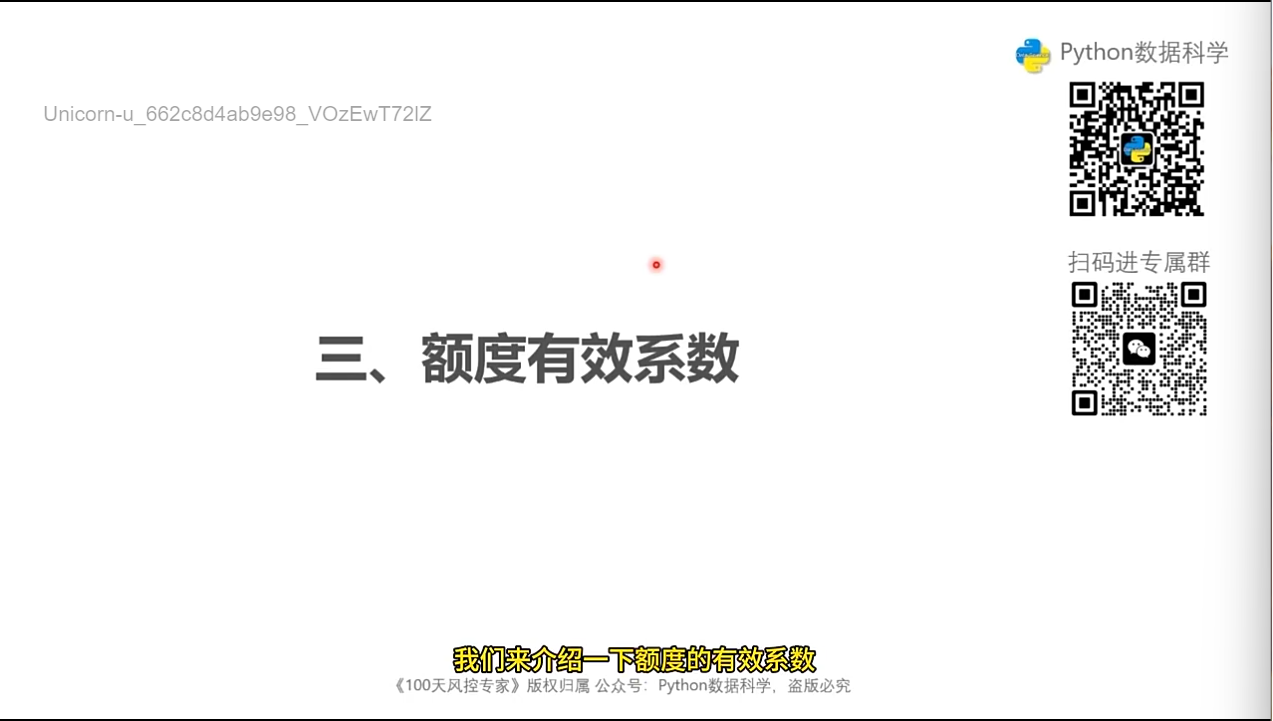 Python数据科学
Unicorn-u_662c8d4ab9e98_VOzEwT72lZ
扫码进专属群
三、额度有效系数
我们来介绍一下额度的有效系数
《100天风控专家》版权归属 公众号：Python数据科学，盗版必究